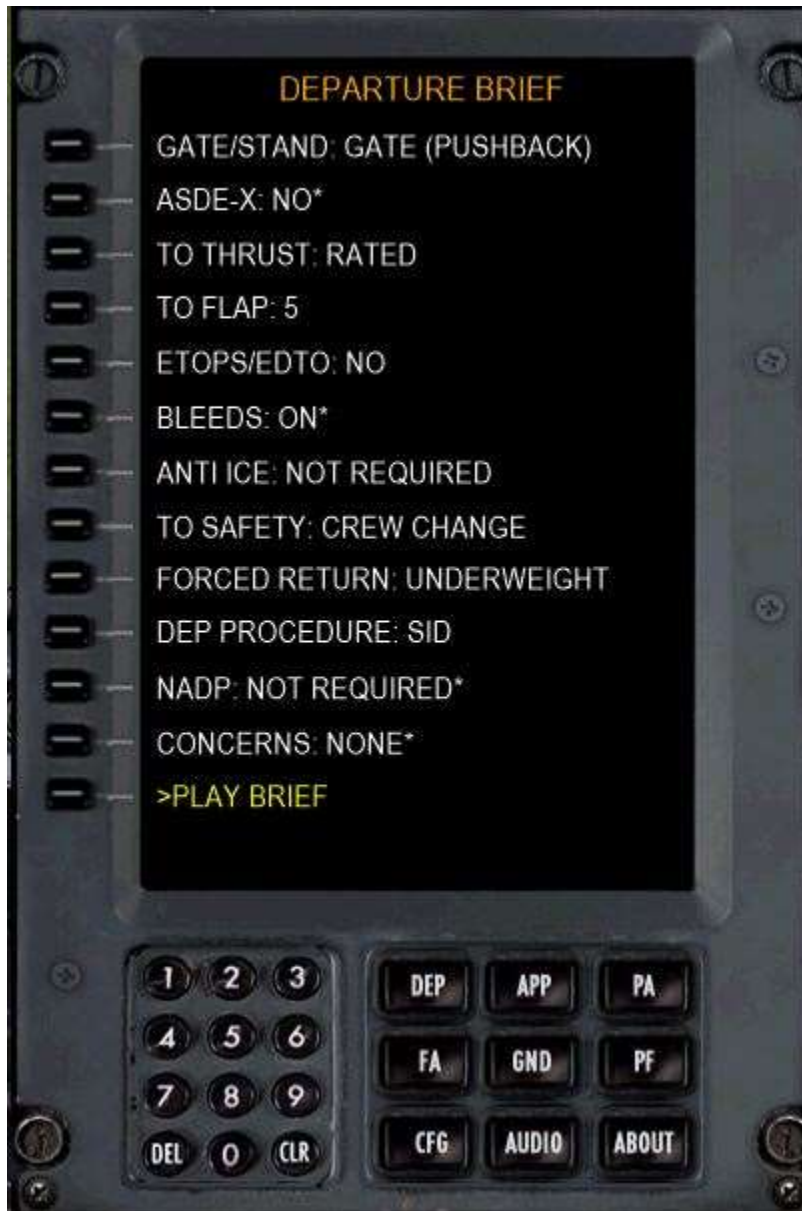 DEPARTURE BRIEF
GATE/STAND: GATE (PUSHBACK)
ASDE-X: NO*
TO THRUST: RATED
TO FLAP: 5
ETOPS/EDTO: NO
BLEEDS: ON*
ANTI ICE: NOT REQUIRED
TO SAFETY: CREW CHANGE
FORCED RETURN: UNDERWEIGHT
DEP PROCEDURE: SID
NADP: NOT REQUIRED*
CONCERNS: NONE*
>PLAY BRIEF
1 2 3 DEP APP PA
4 5 6 FA GND PF
7 8 9
DEL 0 CLR CFG AUDIO ABOUT